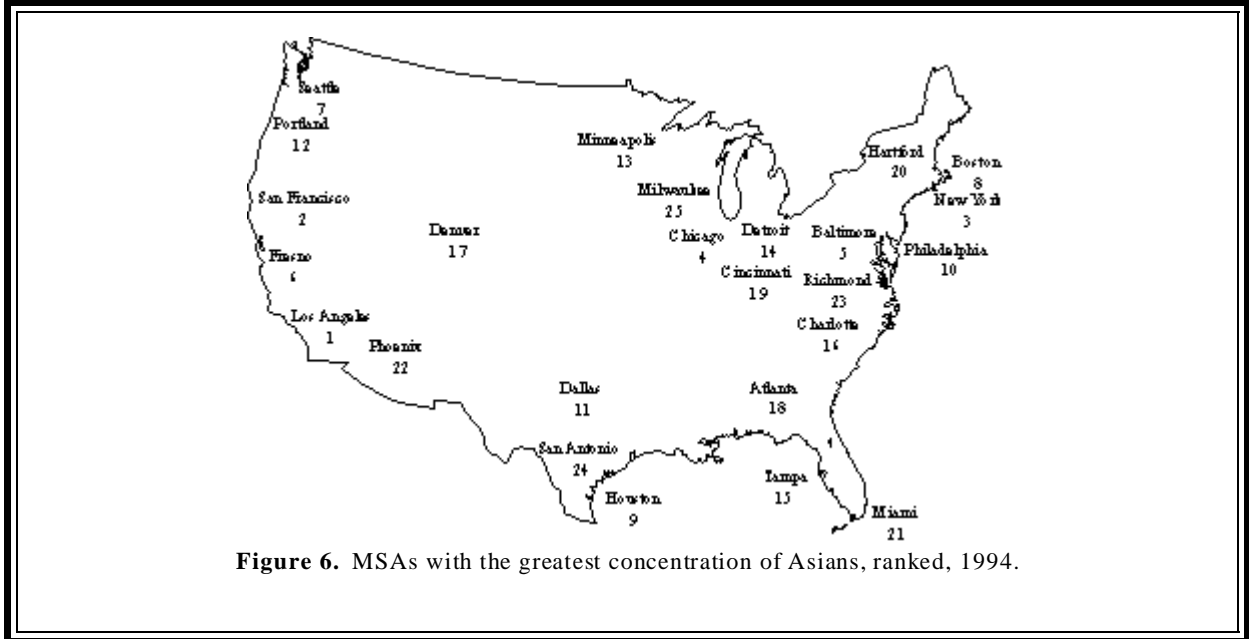 Seattle
7
Portland
12
San Francisco
2
Fresno
6
Los Angeles
1
Phoenix
22
Denver
17
Minneapolis
13
Milwaukee
25
Chicago
4
Detroit
14
Cincinnati
19
Hartford
20
Boston
8
New York
3
Baltimore
5
Philadelphia
10
Richmond
23
Charlotte
16
Dallas
11
Atlanta
18
San Antonio
24
Houston
9
Tampa
15
Miami
21
Figure 6. MSAs with the greatest concentration of Asians, ranked, 1994.